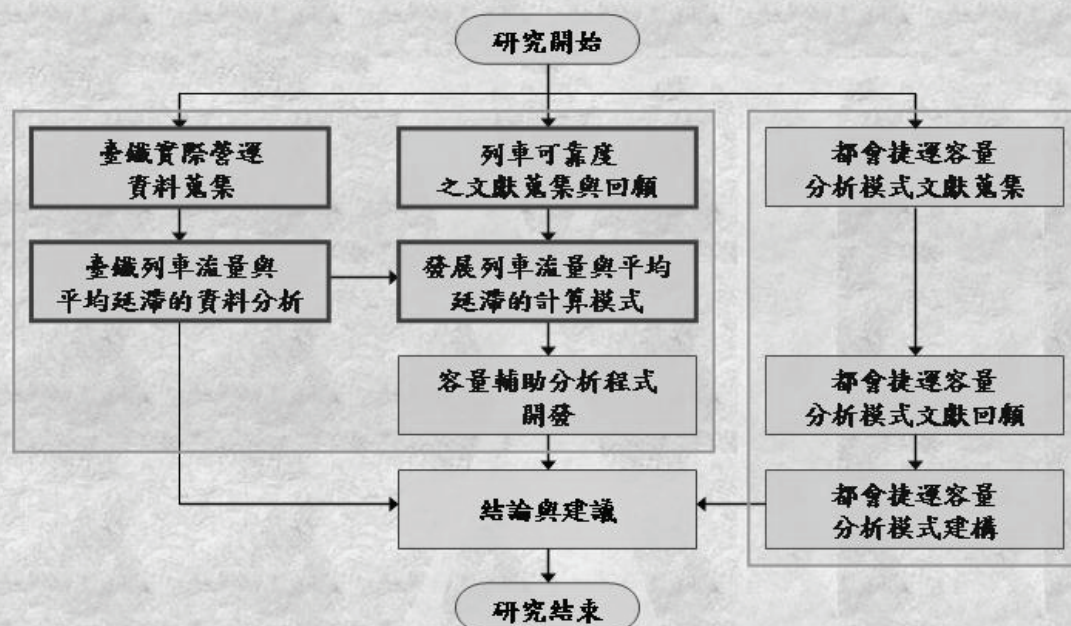 研究開始
臺鐵實際營運
資料蒐集
列車可靠度
之文獻蒐集與回顧
都會捷運容量
分析模式文獻蒐集
臺鐵列車流量與
平均延滯的資料分析
發展列車流量與平均
延滯的計算模式
容量輔助分析程式
開發
都會捷運容量
分析模式文獻回顧
結論與建議
都會捷運容量
分析模式建構
研究結束